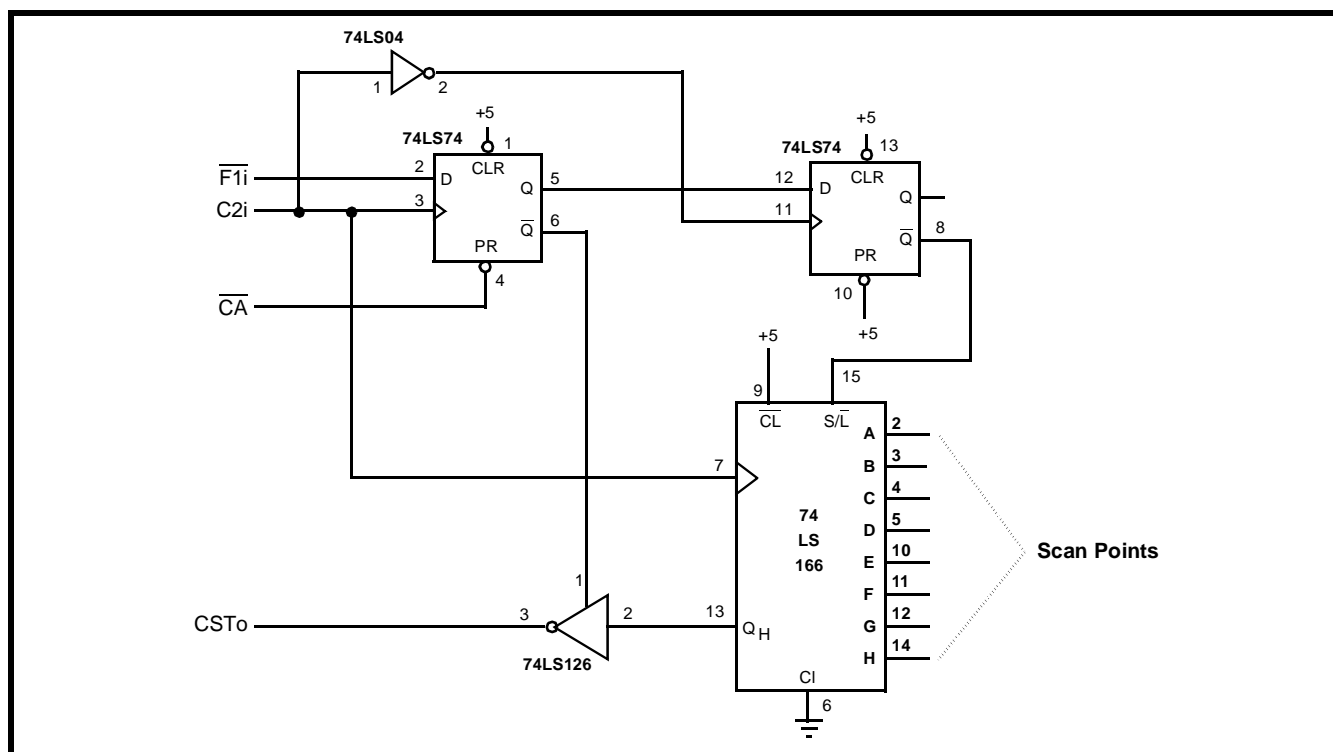 74LS04
1 2
+5
74LS74 1
CLR
F1i 2 D Q 5
C2i 3
Q 6
PR
4
CA
+5
74LS74 13
CLR
12 D Q
11
Q 8
PR
10
+5
+5
9 15
CL S/L
A 2
B 3
C 4
D 5
E 10
F 11
G 12
H 14
7
74
LS
166
Scan Points
1
CSTo 3 2 13 QH
74LS126
CI
6